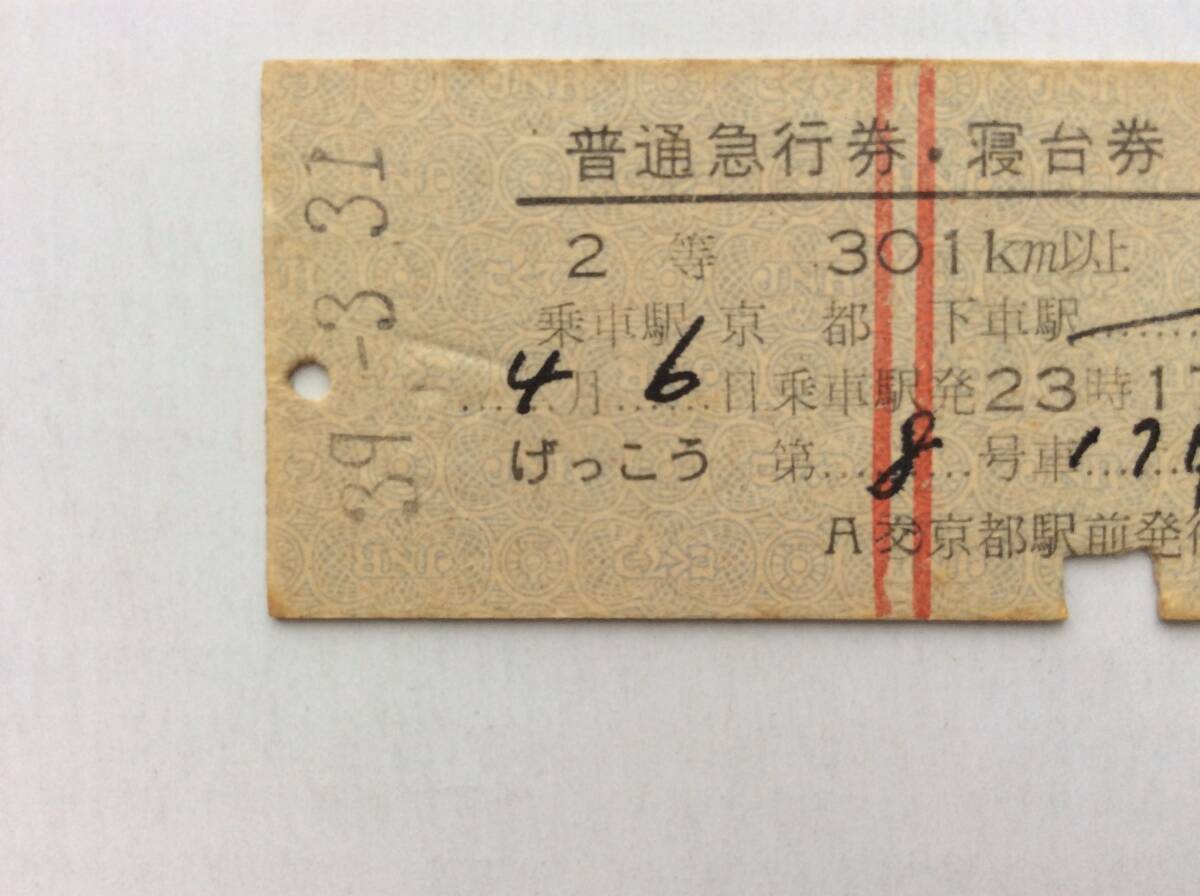 普通急行券・寝台券
2 等 301km以上
乗車駅 京都 下車駅
4月6日乗車駅発23時17
げっこう 第8号車17
交京都駅前発行
39-3-31